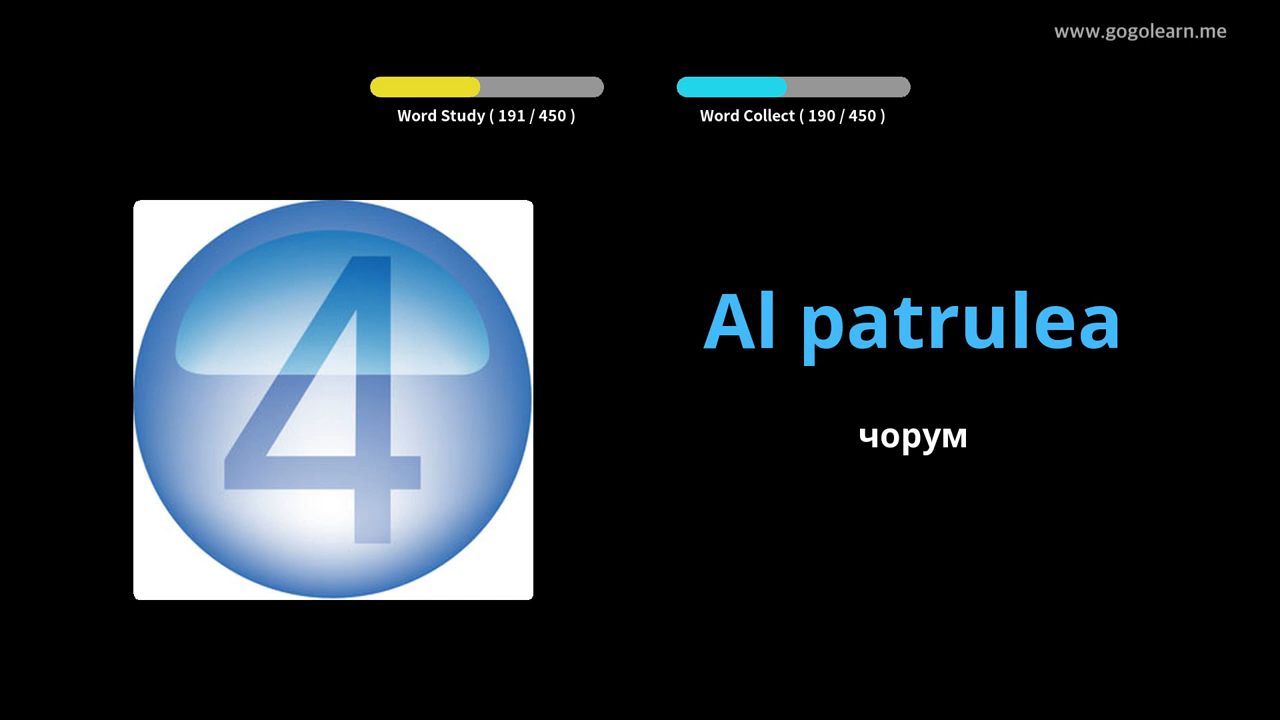 www.gogolearn.me
Word Study ( 191 / 450 )
Word Collect ( 190 / 450 )
4
Al patrulea
чорум